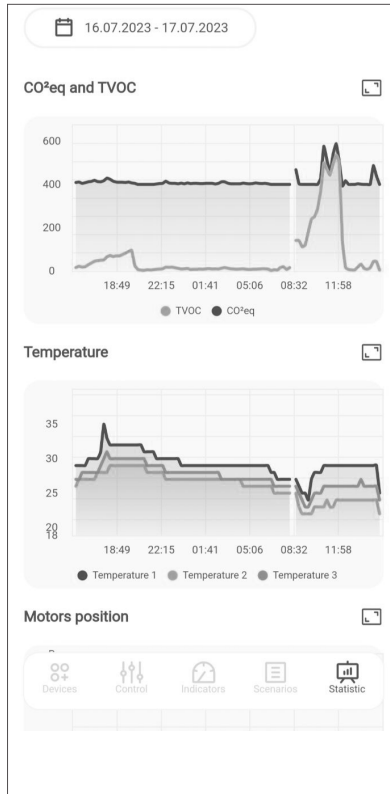 16.07.2023 - 17.07.2023
CO²eq and TVOC
600
400
200
0
18:49 22:15 01:41 05:06 08:32 11:58
TVOC CO²eq
Temperature
35
30
25
20
18
18:49 22:15 01:41 05:06 08:32 11:58
Temperature 1 Temperature 2 Temperature 3
Motors position
Devices Control Indicators Scenarios Statistic